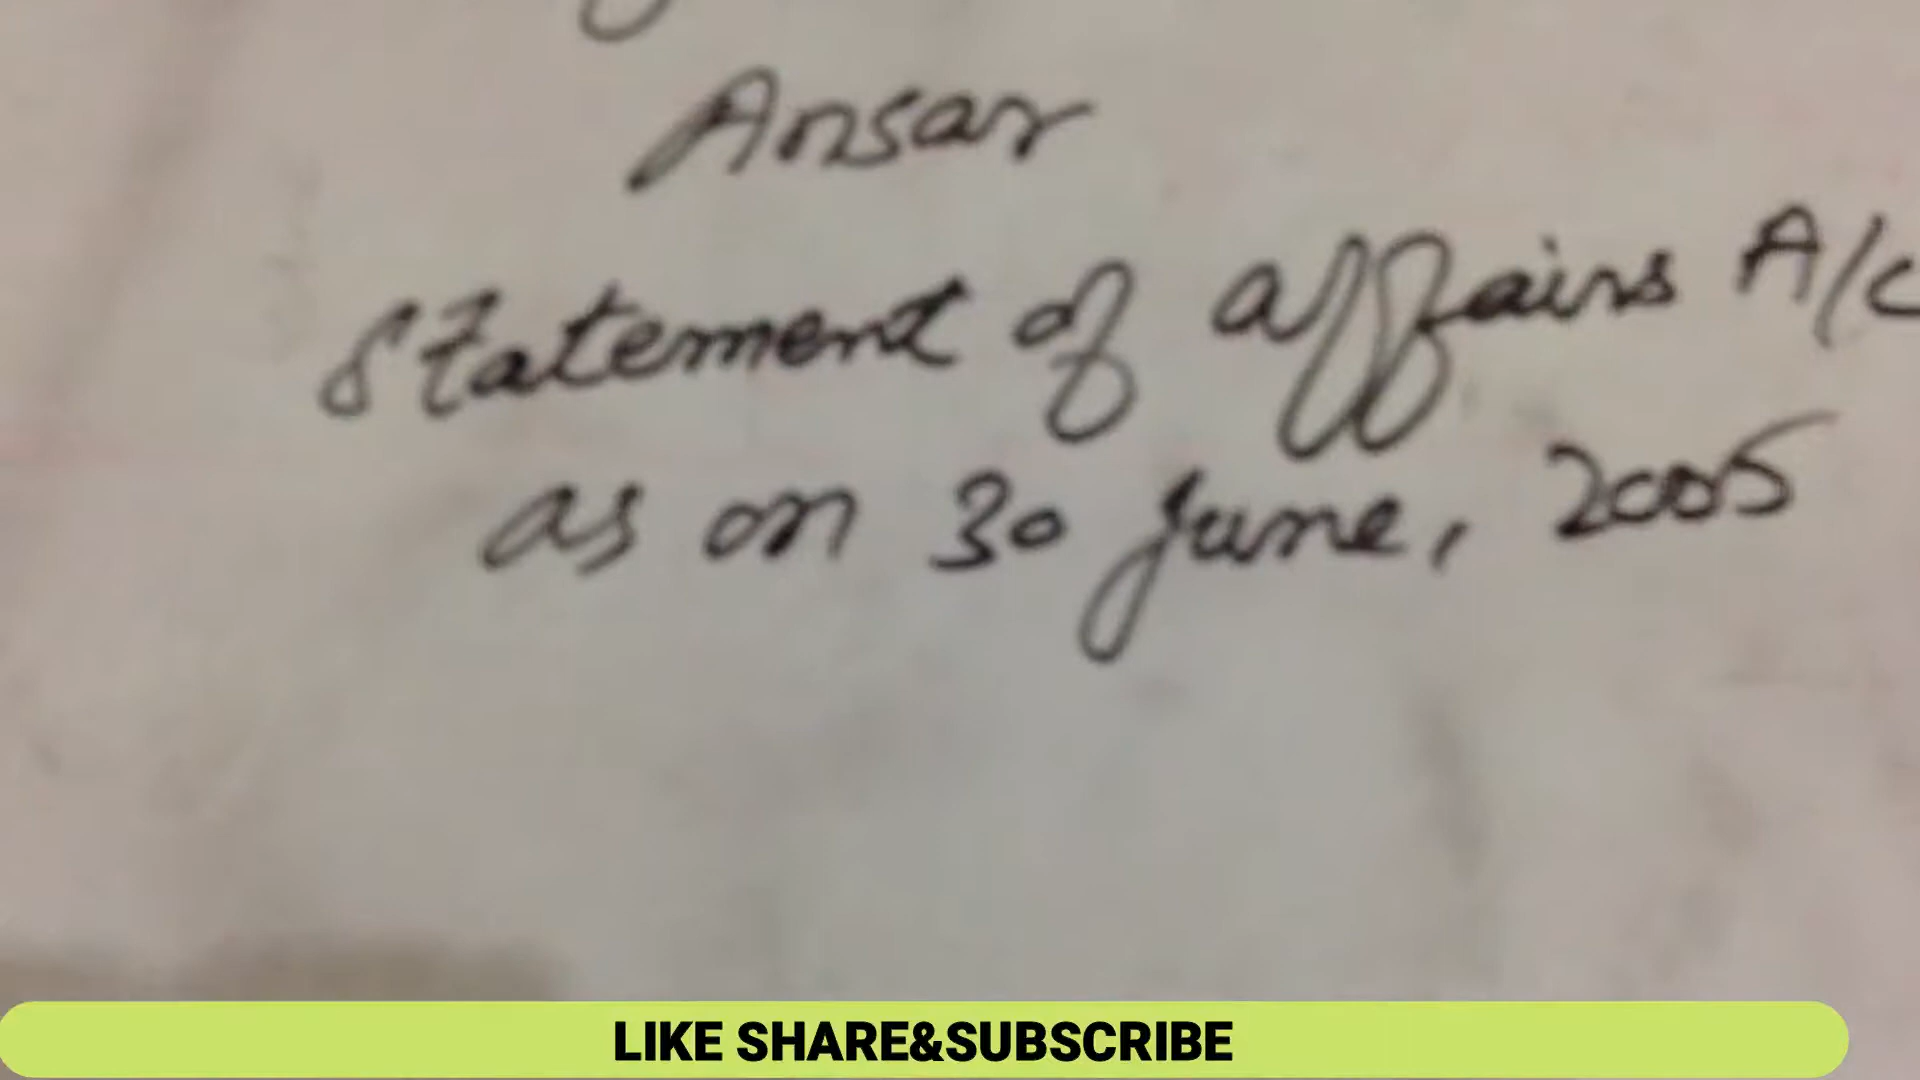 Ansar
Statement of affairs A/C
as on 30 June, 2005
LIKE SHARE&SUBSCRIBE